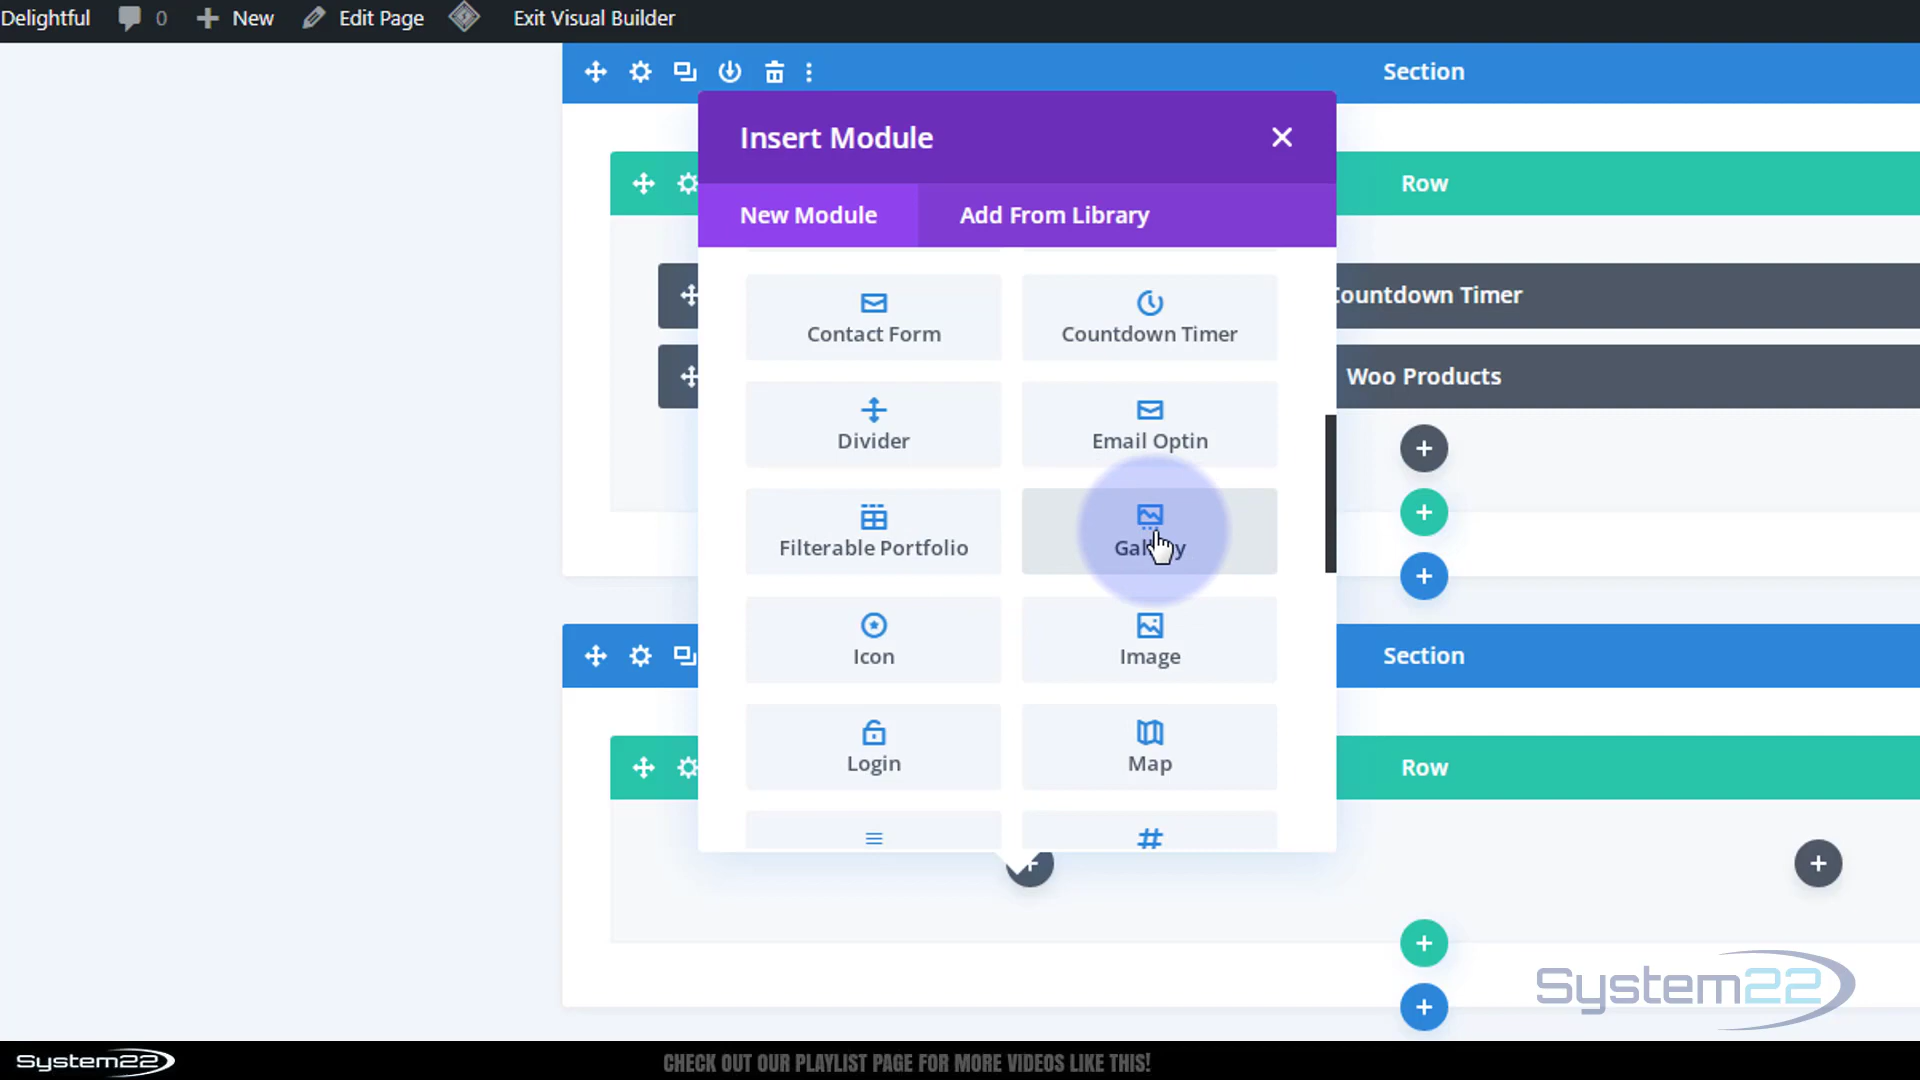 Delightful 0 New Edit Page Exit Visual Builder
Section
Insert Module
Row
New Module Add From Library
Contact Form Countdown Timer
Countdown Timer
Woo Products
Divider Email Optin
Filterable Portfolio Gallery
Icon Image
Section
Login Map
Row
System22
System22 CHECK OUT OUR PLAYLIST PAGE FOR MORE VIDEOS LIKE THIS!